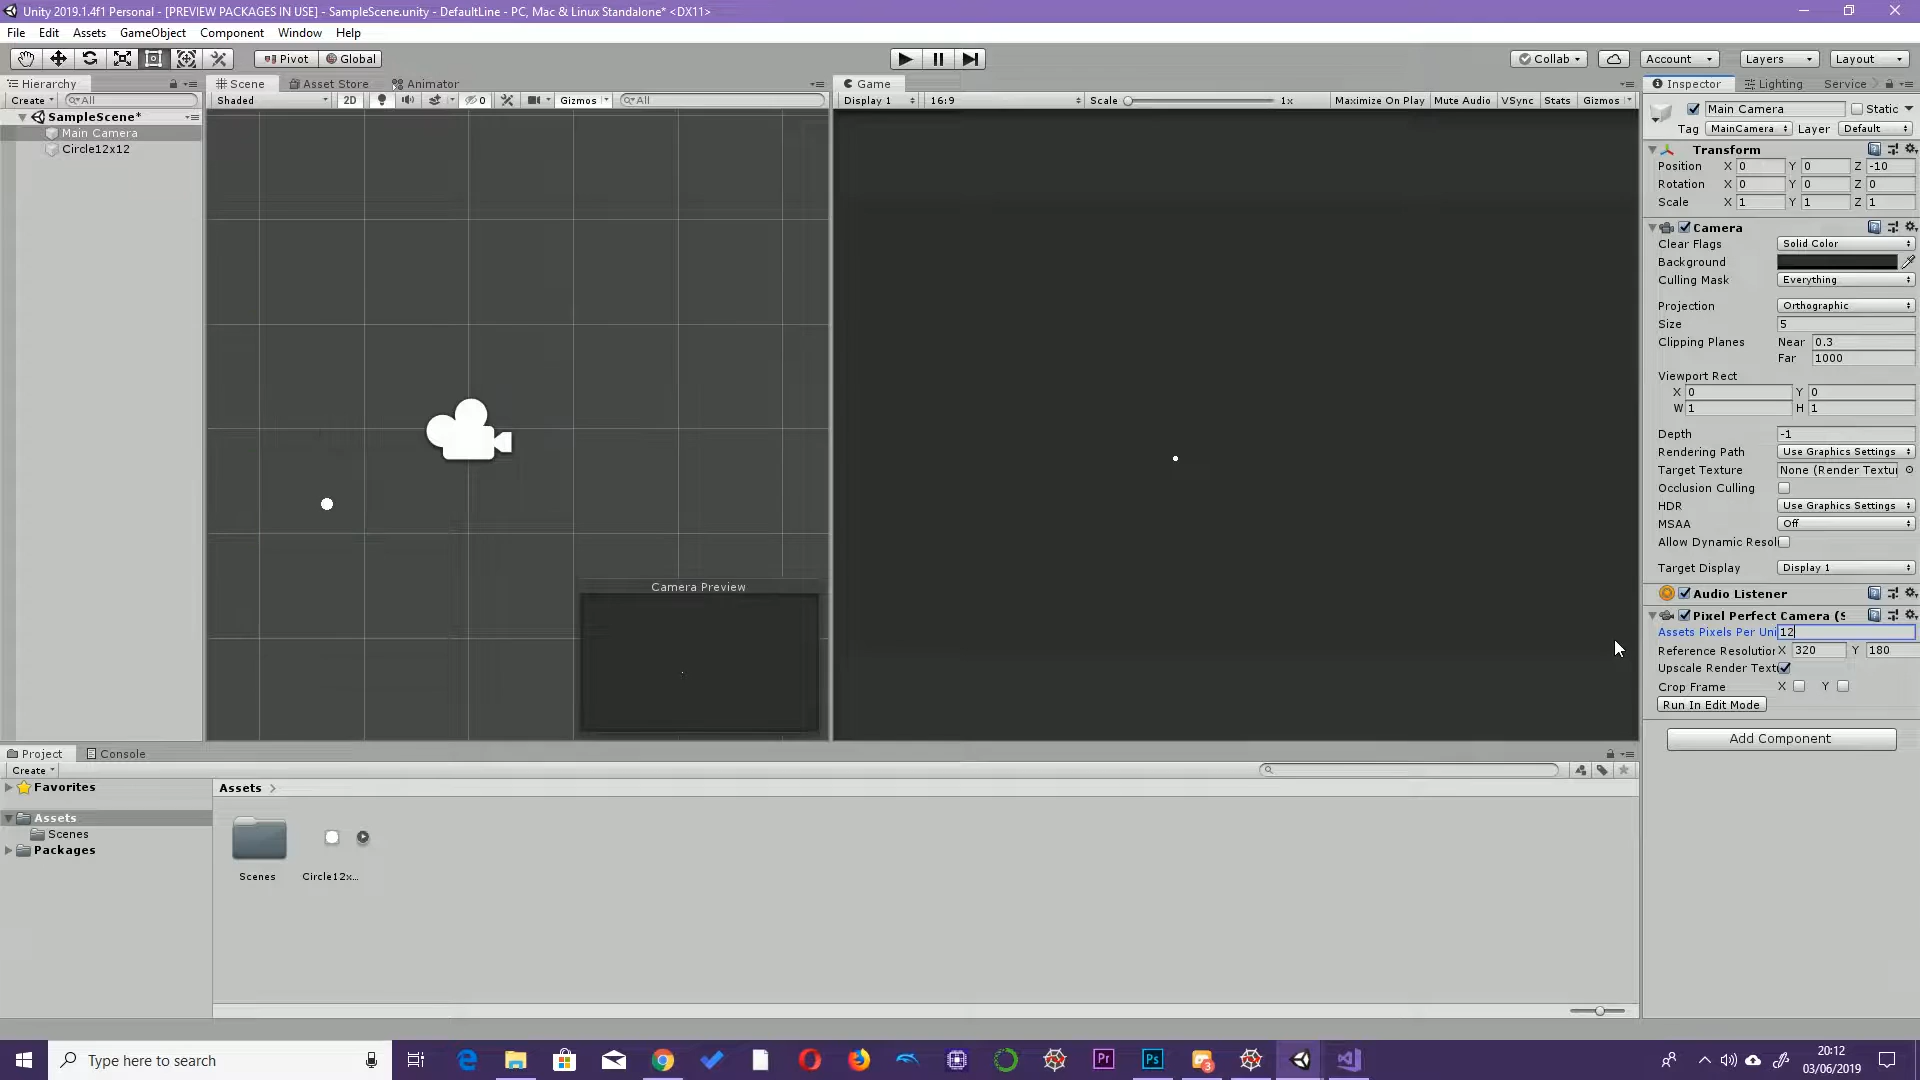 Unity 2019.1.4f1 Personal - [PREVIEW PACKAGES IN USE] - SampleScene.unity - DefaultLine - PC, Mac & Linux Standalone* <DX11>
File Edit Assets GameObject Component Window Help
Pivot Global Collab Account Layers Layout
Hierarchy
Create All
SampleScene*
Main Camera
Circle12x12
Scene Asset Store Animator
Shaded 2D 0 Gizmos All
Camera Preview
Game
Display 1 16:9 Scale 1x Maximize On Play Mute Audio VSync Stats Gizmos
Inspector Lighting Service
Main Camera Static
Tag MainCamera Layer Default
Transform
Position X 0 Y 0 Z -10
Rotation X 0 Y 0 Z 0
Scale X 1 Y 1 Z 1
Camera
Clear Flags Solid Color
Background
Culling Mask Everything
Projection Orthographic
Size 5
Clipping Planes Near 0.3
Far 1000
Viewport Rect
X 0 Y 0
W 1 H 1
Depth -1
Rendering Path Use Graphics Settings
Target Texture None (Render Textu
Occlusion Culling
HDR Use Graphics Settings
MSAA Off
Allow Dynamic Resol
Target Display Display 1
Audio Listener
Pixel Perfect Camera (S
Assets Pixels Per Uni 12
Reference Resolution X 320 Y 180
Upscale Render Text
Crop Frame X Y
Run In Edit Mode
Add Component
Project Console
Create
Favorites
Assets
Scenes
Packages
Assets
Scenes Circle12x...
Type here to search
Pr Ps 3
20:12
03/06/2019